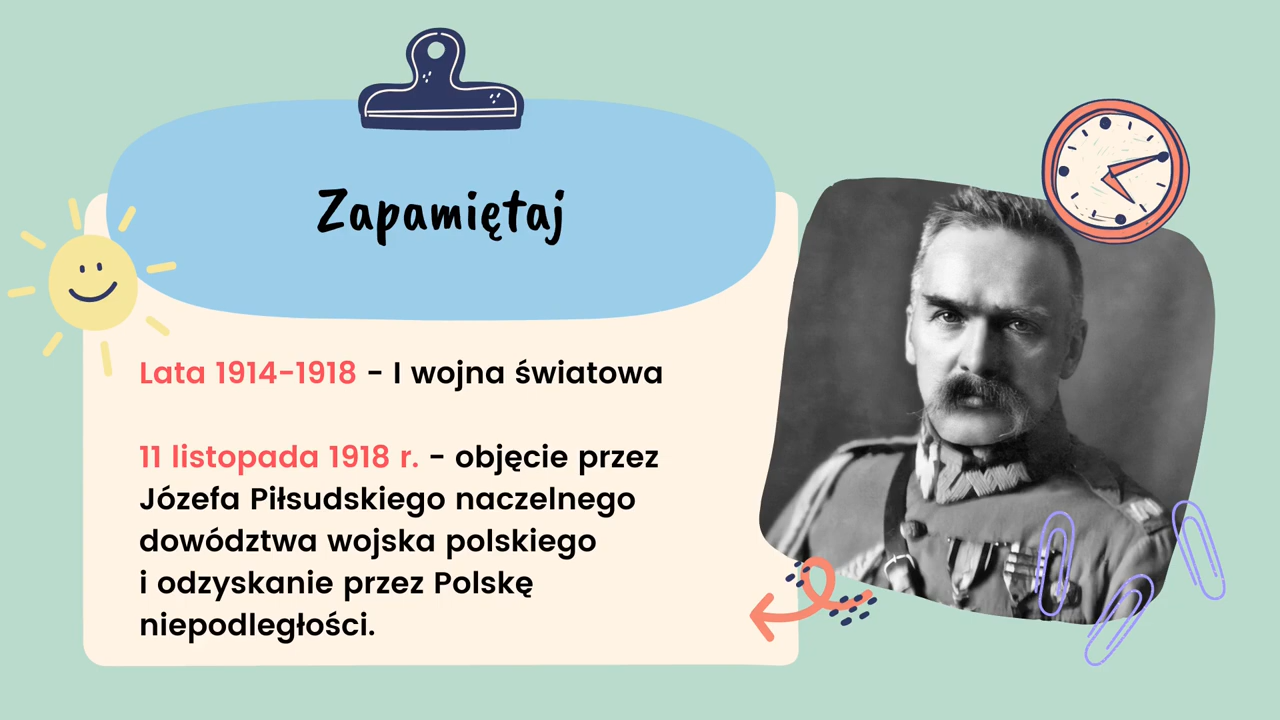 Zapamiętaj
Lata 1914-1918 - I wojna światowa
11 listopada 1918 r. - objęcie przez
Józefa Piłsudskiego naczelnego
dowództwa wojska polskiego
i odzyskanie przez Polskę
niepodległości.